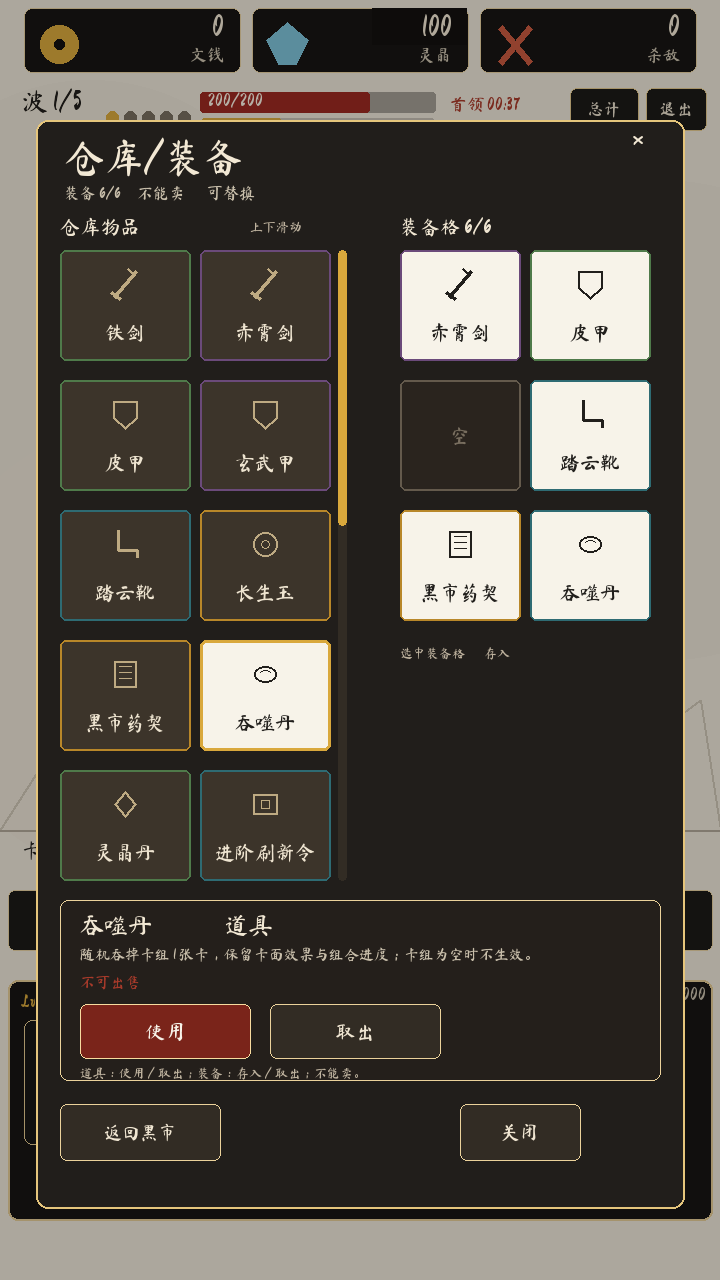 0
文钱
100
灵晶
0
杀敌
波 1/5
200/200
首领 00:37
总计
退出
仓库/装备
×
装备 6/6 不能卖 可替换
仓库物品
上下滑动
装备格 6/6
铁剑
赤霄剑
赤霄剑
皮甲
皮甲
玄武甲
空
踏云靴
踏云靴
长生玉
黑市药契
吞噬丹
选中装备格 存入
黑市药契
吞噬丹
灵晶丹
进阶刷新令
吞噬丹 道具
随机吞掉卡组1张卡，保留卡面效果与组合进度；卡组为空时不生效。
不可出售
使用
取出
道具：使用/取出；装备：存入/取出；不能卖。
返回黑市
关闭